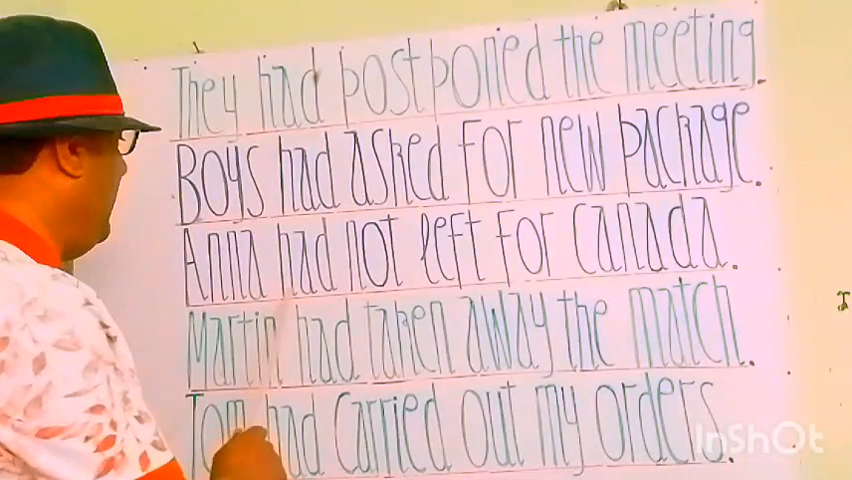 They had postponed the meeting.
Boys had asked for new package.
Anna had not left for Canada.
Martin had taken away the match.
Tom had carried out my orders.
InShOt